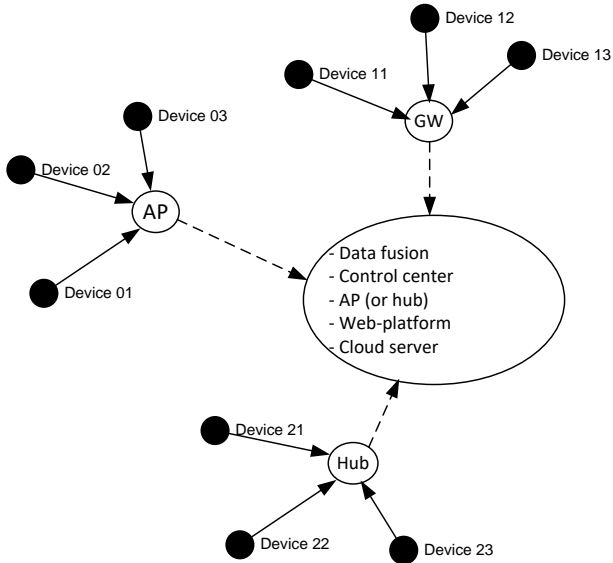 Device 12
Device 13
Device 11
GW
Device 03
Device 02
AP
Device 01
- Data fusion
- Control center
- AP (or hub)
- Web-platform
- Cloud server
Device 21
Hub
Device 22
Device 23